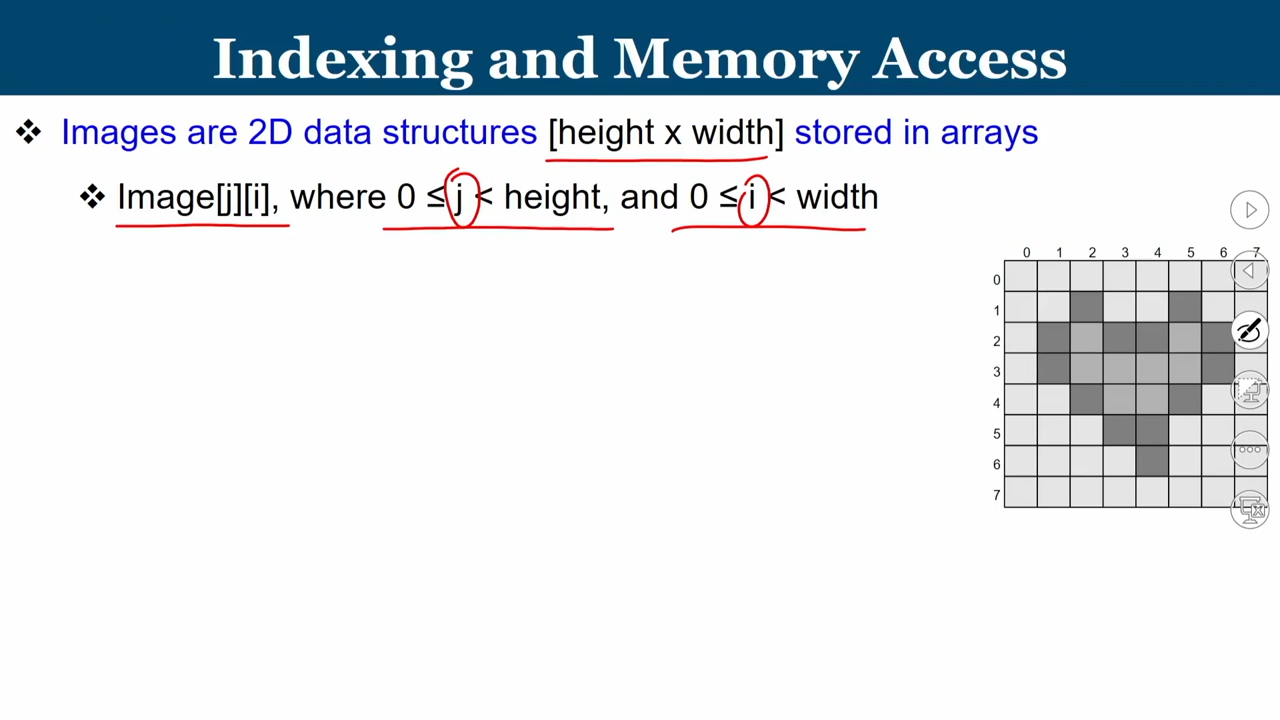 Indexing and Memory Access
❖ Images are 2D data structures [height x width] stored in arrays
❖ Image[j][i], where 0 ≤ j < height, and 0 ≤ i < width
0 1 2 3 4 5 6 7
0
1
2
3
4
5
6
7